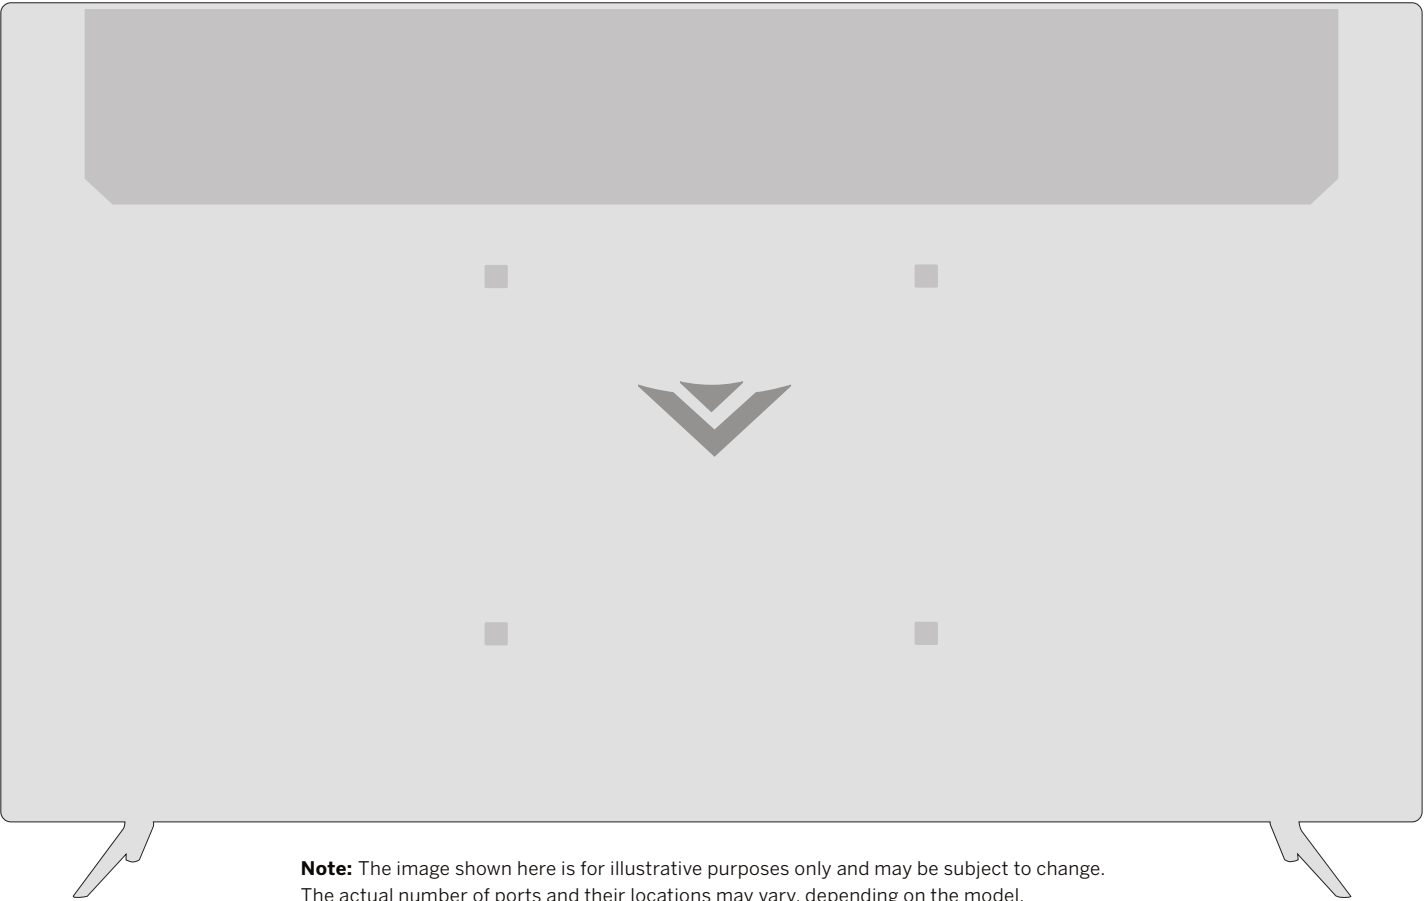 Note: The image shown here is for illustrative purposes only and may be subject to change.
The actual number of ports and their locations may vary, depending on the model.